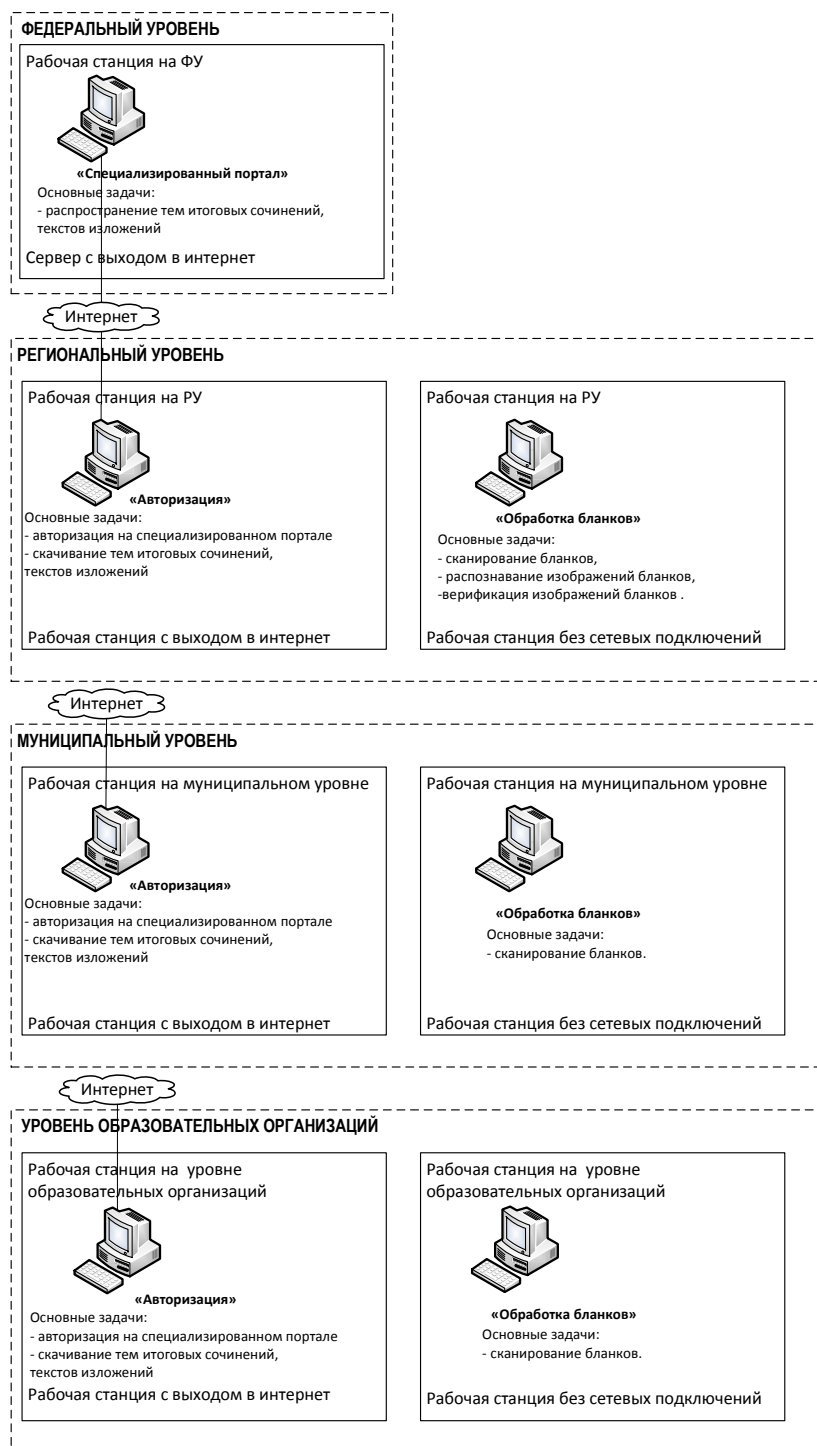 ФЕДЕРАЛЬНЫЙ УРОВЕНЬ
Рабочая станция на ФУ
«Специализированный портал»
Основные задачи:
- распространение тем итоговых сочинений,
текстов изложений
Сервер с выходом в интернет
Интернет
РЕГИОНАЛЬНЫЙ УРОВЕНЬ
Рабочая станция на РУ
«Авторизация»
Основные задачи:
- авторизация на специализированном портале
- скачивание тем итоговых сочинений,
текстов изложений
Рабочая станция с выходом в интернет
Рабочая станция на РУ
«Обработка бланков»
Основные задачи:
- сканирование бланков,
- распознавание изображений бланков,
-верификация изображений бланков .
Рабочая станция без сетевых подключений
Интернет
МУНИЦИПАЛЬНЫЙ УРОВЕНЬ
Рабочая станция на муниципальном уровне
«Авторизация»
Основные задачи:
- авторизация на специализированном портале
- скачивание тем итоговых сочинений,
текстов изложений
Рабочая станция с выходом в интернет
Рабочая станция на муниципальном уровне
«Обработка бланков»
Основные задачи:
- сканирование бланков.
Рабочая станция без сетевых подключений
Интернет
УРОВЕНЬ ОБРАЗОВАТЕЛЬНЫХ ОРГАНИЗАЦИЙ
Рабочая станция на уровне
образовательных организаций
«Авторизация»
Основные задачи:
- авторизация на специализированном портале
- скачивание тем итоговых сочинений,
текстов изложений
Рабочая станция с выходом в интернет
Рабочая станция на уровне
образовательных организаций
«Обработка бланков»
Основные задачи:
- сканирование бланков.
Рабочая станция без сетевых подключений